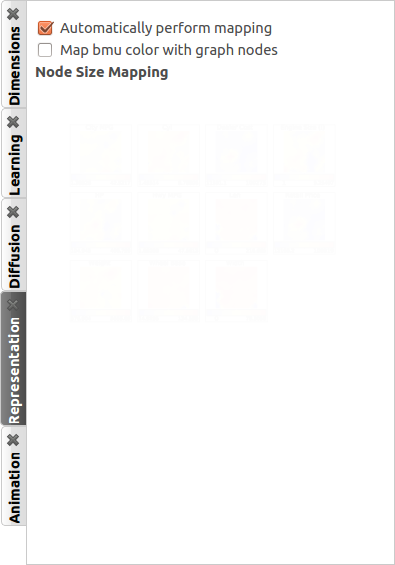 Dimensions
Learning
Diffusion
Representation
Animation
Automatically perform mapping
Map bmu color with graph nodes
Node Size Mapping